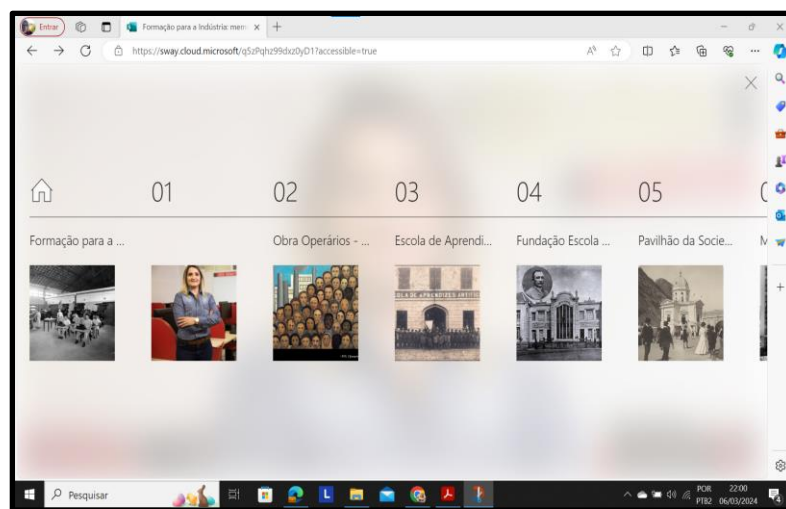 Entrar
Formação para a Indústria: mem
https://sway.cloud.microsoft/q5zPqhz99dxz0yD1?accessible=true
01 02 03 04 05
Formação para a ... Obra Operários - ... Escola de Aprendi... Fundação Escola ... Pavilhão da Socie... M
Pesquisar
POR
PTB2
22:00
06/03/2024